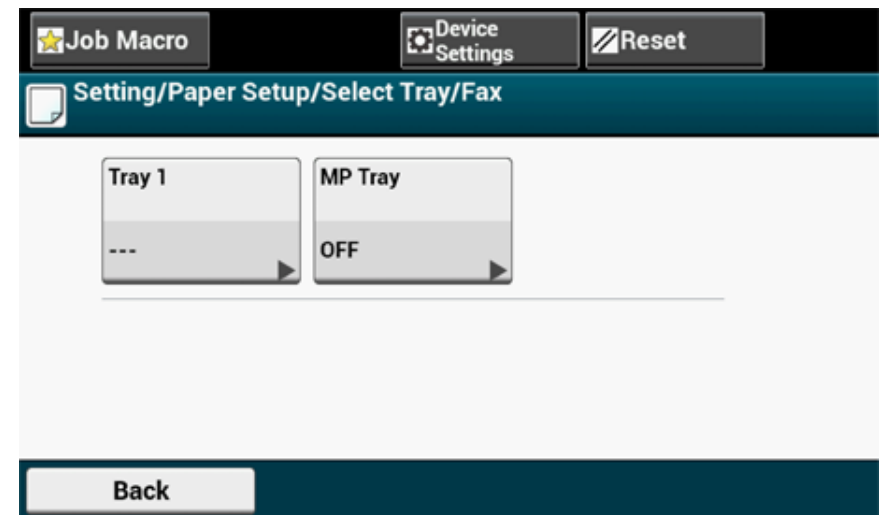 Job Macro
Device
Settings
Reset
Setting/Paper Setup/Select Tray/Fax
Tray 1
---
MP Tray
OFF
Back